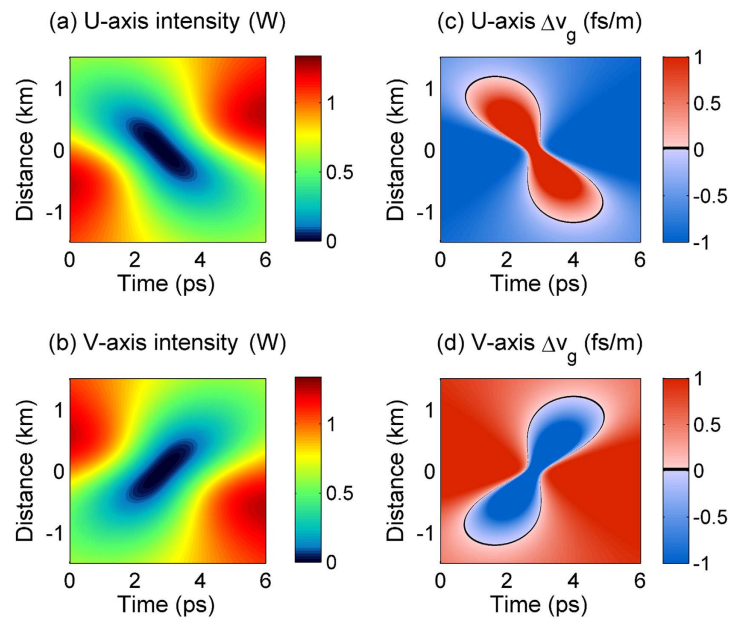 (a) U-axis intensity (W)
Distance (km)
1
0
-1
0 2 4 6
Time (ps)
1
0.5
0
(c) U-axis Δv_g (fs/m)
Distance (km)
1
0
-1
0 2 4 6
Time (ps)
1
0.5
0
-0.5
-1
(b) V-axis intensity (W)
Distance (km)
1
0
-1
0 2 4 6
Time (ps)
1
0.5
0
(d) V-axis Δv_g (fs/m)
Distance (km)
1
0
-1
0 2 4 6
Time (ps)
1
0.5
0
-0.5
-1